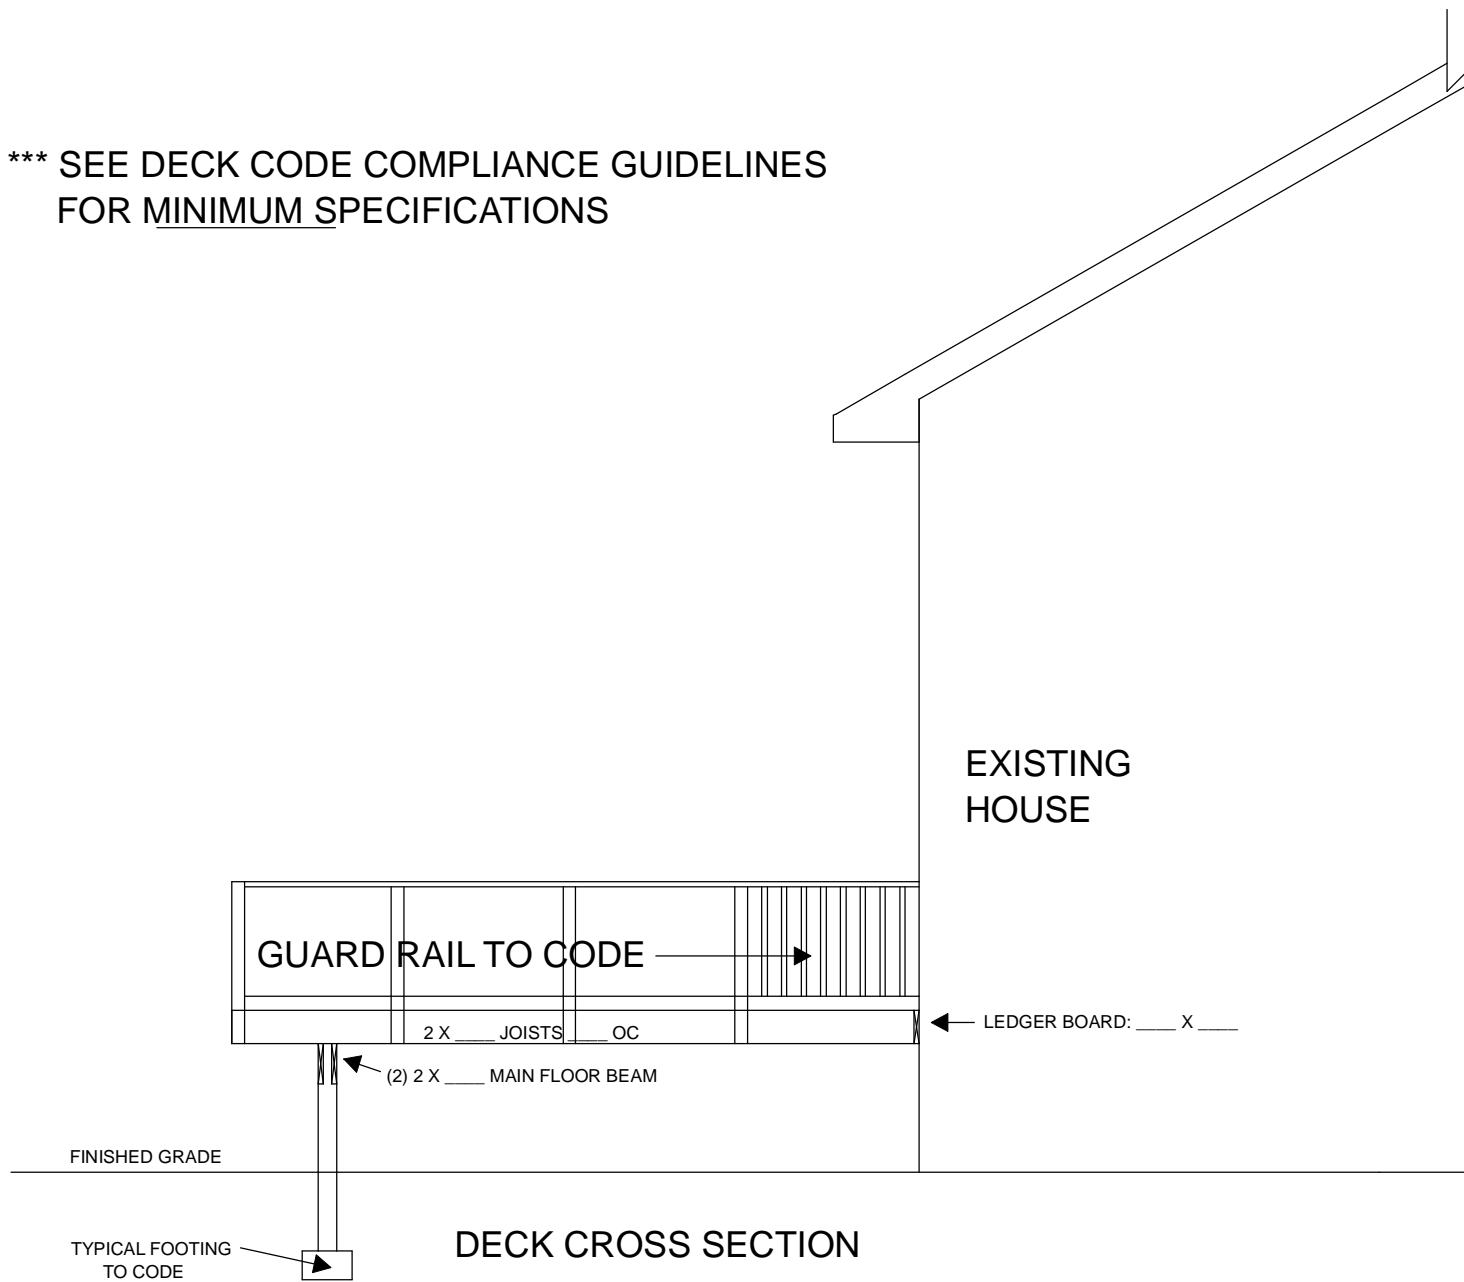 *** SEE DECK CODE COMPLIANCE GUIDELINES
FOR MINIMUM SPECIFICATIONS
EXISTING
HOUSE
GUARD RAIL TO CODE
2 X ____ JOISTS ____ OC
LEDGER BOARD: ____ X ____
(2) 2 X ____ MAIN FLOOR BEAM
FINISHED GRADE
TYPICAL FOOTING
TO CODE
DECK CROSS SECTION